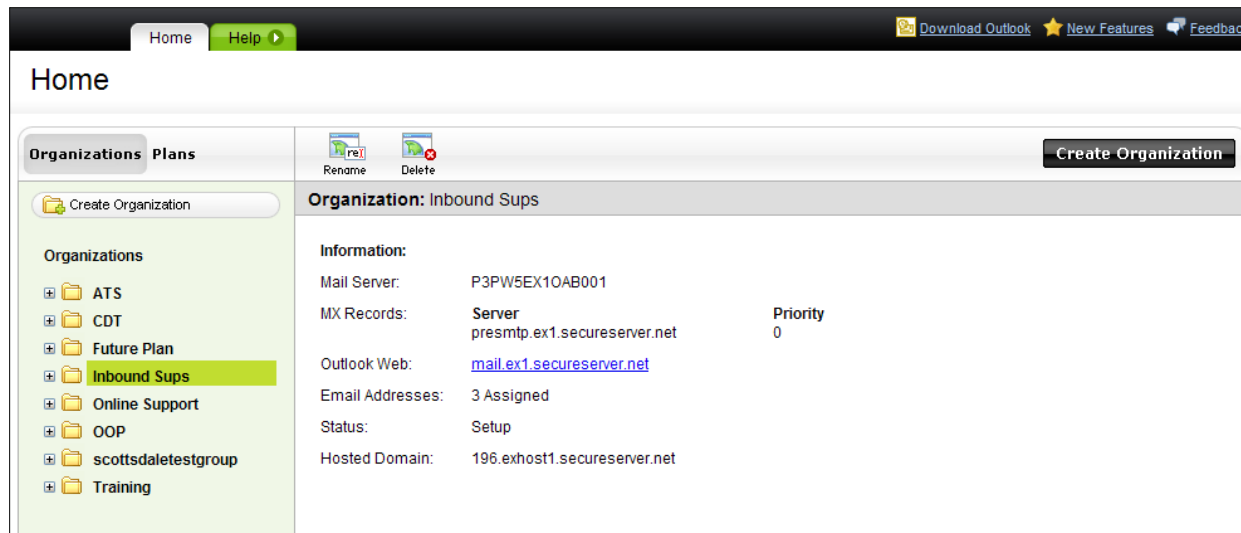 Home Help Download Outlook New Features Feedbac
Home
Organizations Plans
Rename Delete
Create Organization
Create Organization
Organization: Inbound Sups
Organizations
ATS
CDT
Future Plan
Inbound Sups
Online Support
OOP
scottsdaletestgroup
Training
Information:
Mail Server: P3PW5EX1OAB001
MX Records: Server Priority
presmtp.ex1.secureserver.net 0
Outlook Web: mail.ex1.secureserver.net
Email Addresses: 3 Assigned
Status: Setup
Hosted Domain: 196.exhost1.secureserver.net